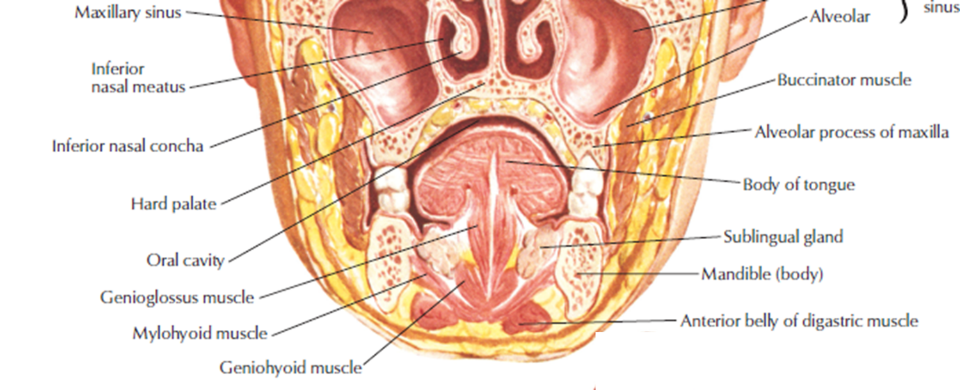 Maxillary sinus
Inferior
nasal meatus
Inferior nasal concha
Hard palate
Oral cavity
Genioglossus muscle
Mylohyoid muscle
Geniohyoid muscle
sinus
Alveolar
Buccinator muscle
Alveolar process of maxilla
Body of tongue
Sublingual gland
Mandible (body)
Anterior belly of digastric muscle